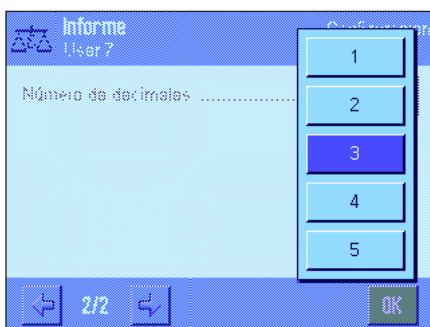 Informe
User 7
Número de decimales ....................
1
2
3
4
5
2/2
OK